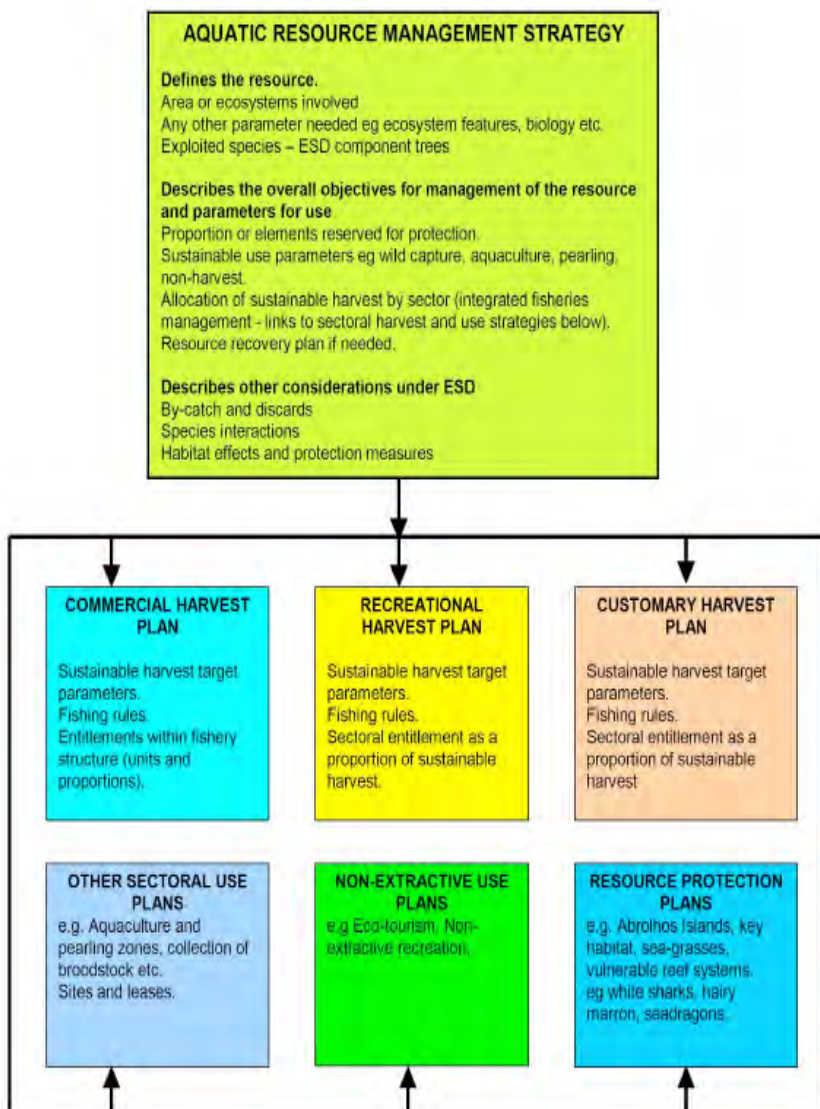 AQUATIC RESOURCE MANAGEMENT STRATEGY
Defines the resource.
Area or ecosystems involved
Any other parameter needed eg ecosystem features, biology etc.
Exploited species – ESD component trees
Describes the overall objectives for management of the resource
and parameters for use
Proportion or elements reserved for protection.
Sustainable use parameters eg wild capture, aquaculture, pearling,
non-harvest.
Allocation of sustainable harvest by sector (integrated fisheries
management - links to sectoral harvest and use strategies below).
Resource recovery plan if needed.
Describes other considerations under ESD
By-catch and discards
Species interactions
Habitat effects and protection measures
COMMERCIAL HARVEST
PLAN
Sustainable harvest target
parameters.
Fishing rules.
Entitlements within fishery
structure (units and
proportions).
RECREATIONAL
HARVEST PLAN
Sustainable harvest target
parameters.
Fishing rules.
Sectoral entitlement as a
proportion of sustainable
harvest.
CUSTOMARY HARVEST
PLAN
Sustainable harvest target
parameters.
Fishing rules.
Sectoral entitlement as a
proportion of sustainable
harvest
OTHER SECTORAL USE
PLANS
e.g. Aquaculture and
pearling zones, collection of
broodstock etc.
Sites and leases.
NON-EXTRACTIVE USE
PLANS
e.g Eco-tourism, Non-
extractive recreation.
RESOURCE PROTECTION
PLANS
e.g. Abrolhos Islands, key
habitat, sea-grasses,
vulnerable reef systems.
eg white sharks, hairy
marron, seadragons.